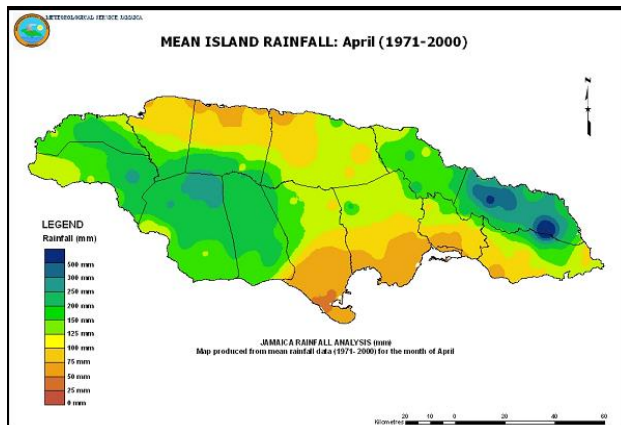 METEOROLOGICAL SERVICE JAMAICA
MEAN ISLAND RAINFALL: April (1971-2000)
N
LEGEND
Rainfall (mm)
500 mm
300 mm
250 mm
200 mm
150 mm
125 mm
100 mm
75 mm
50 mm
25 mm
0 mm
JAMAICA RAINFALL ANALYSIS (mm)
Map produced from mean rainfall data (1971- 2000) for the month of April
20 0 20 40 60
Kilometres